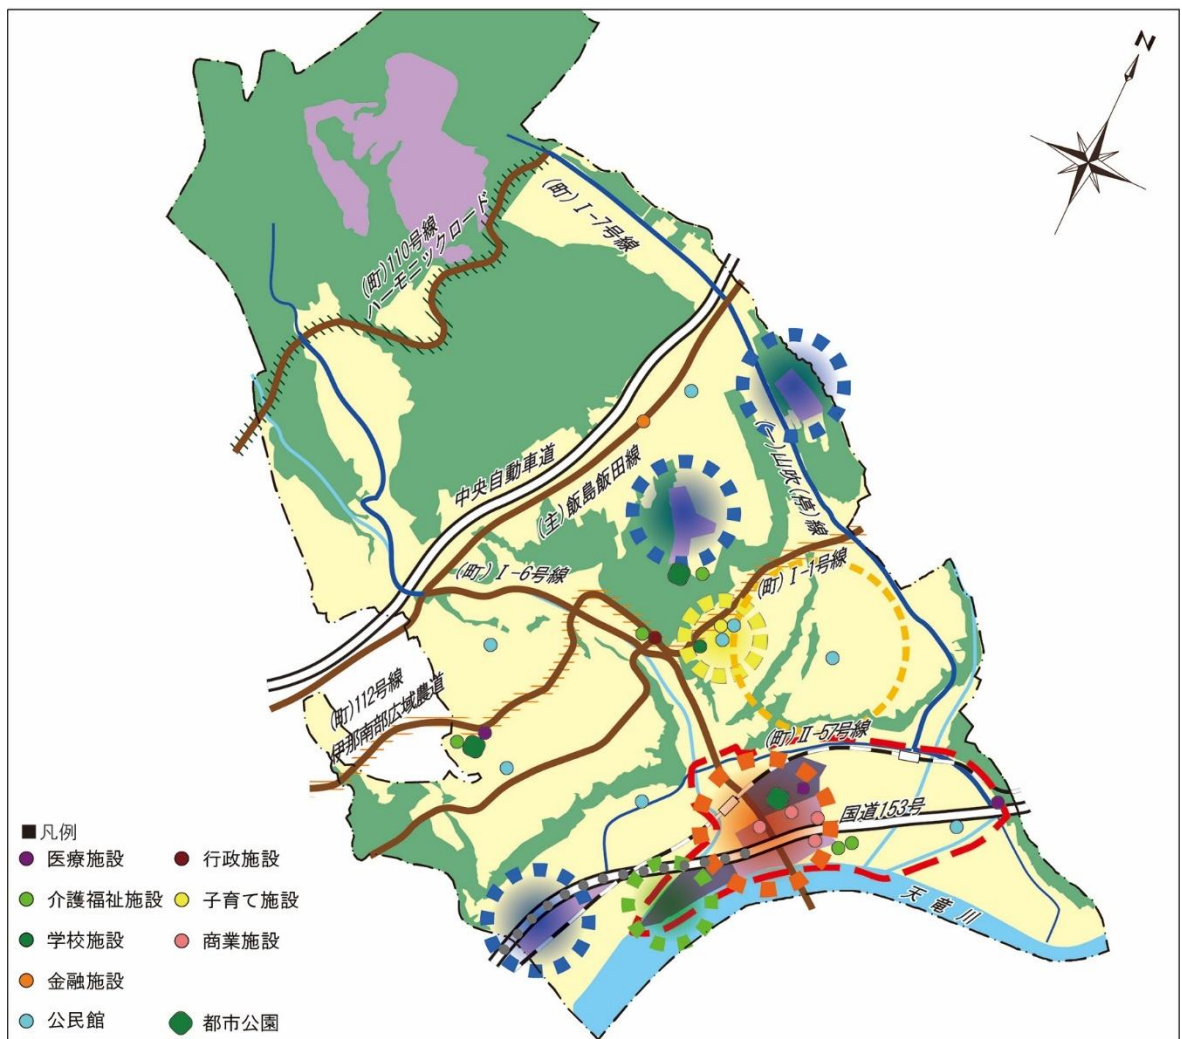 N
(町)Ⅰ-7号線
(町)110号線
ハーモニックロード
中央自動車道
(主)飯島飯田線
(一)山吹(停)線
(町)Ⅰ-6号線
(町)Ⅰ-1号線
(町)112号線
伊那南部広域農道
(町)Ⅱ-57号線
国道153号
天竜川
■凡例
医療施設
行政施設
介護福祉施設
子育て施設
学校施設
商業施設
金融施設
公民館
都市公園